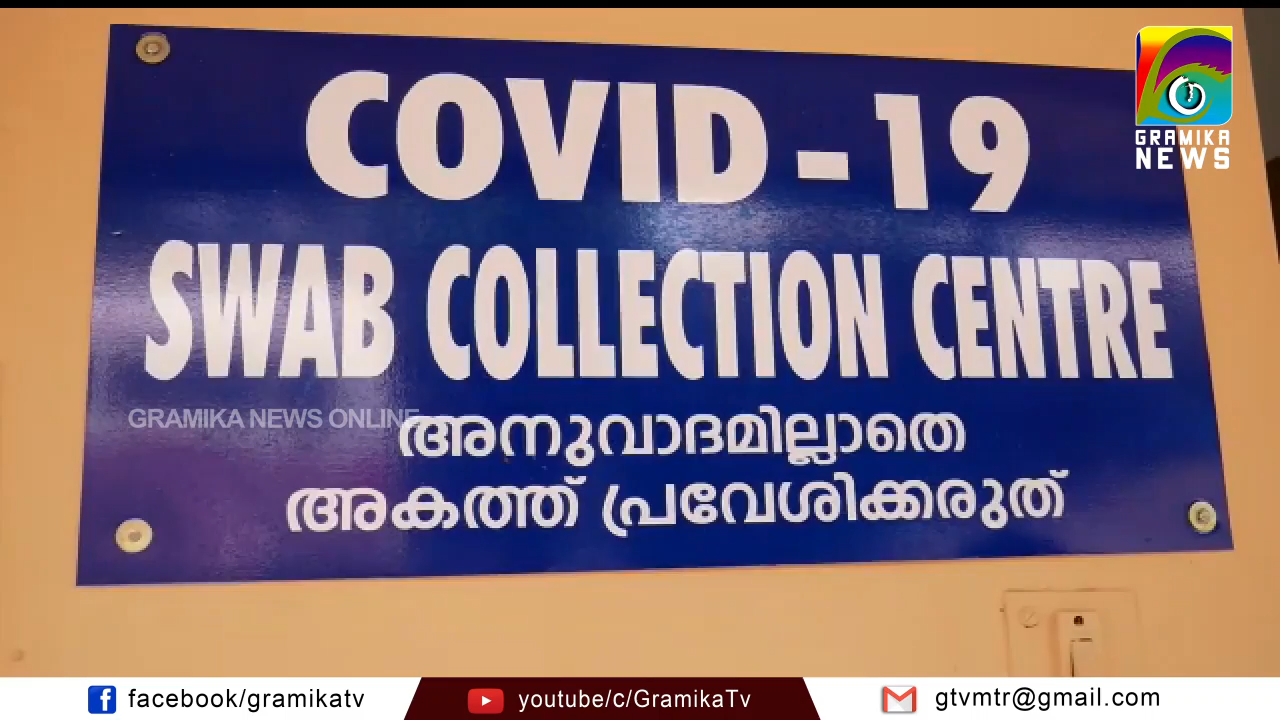 COVID - 19
SWAB COLLECTION CENTRE
അനുവാദമില്ലാതെ
അകത്ത് പ്രവേശിക്കരുത്
GRAMIKA NEWS ONLINE
GRAMIKA
NEWS
facebook/gramikatv
youtube/c/GramikaTv
gtvmtr@gmail.com